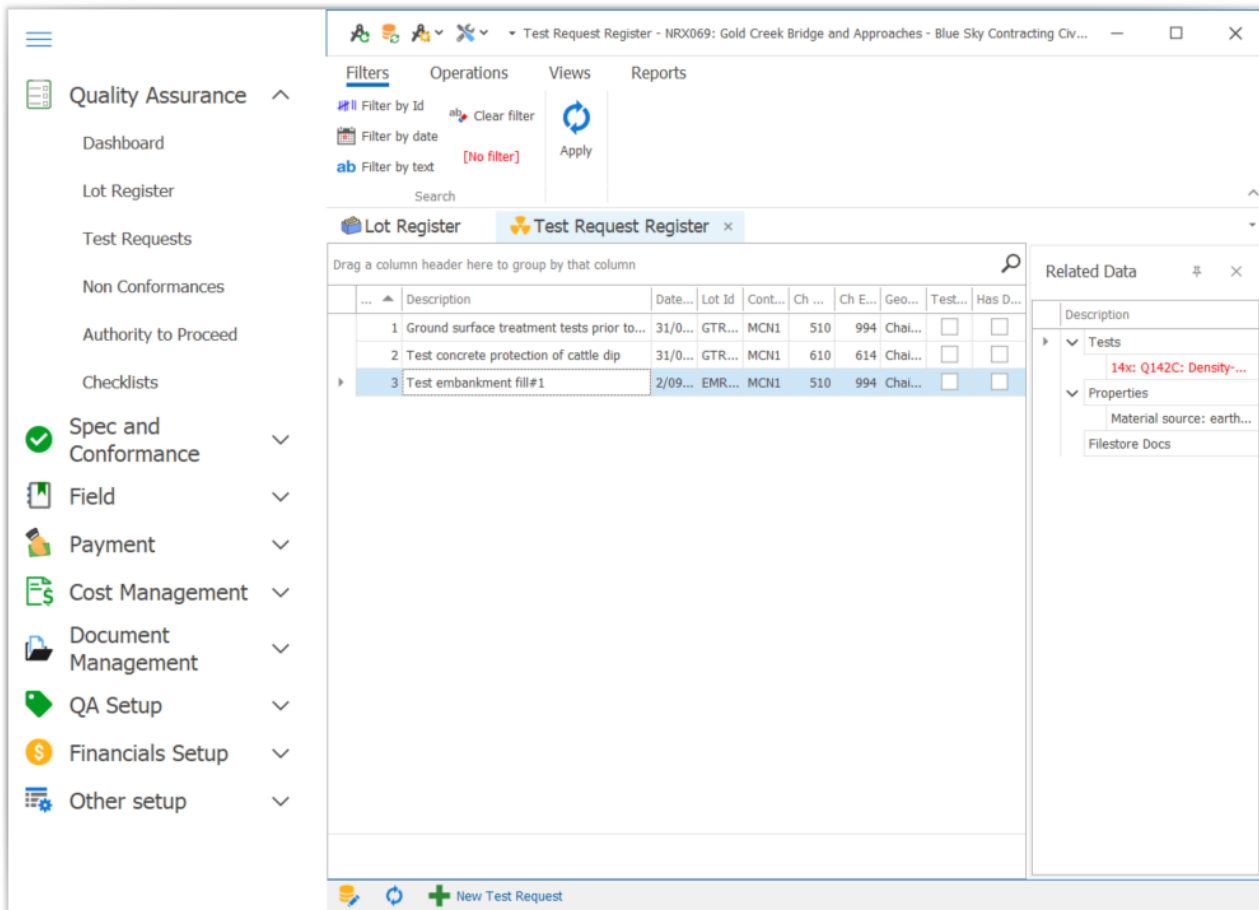 Test Request Register - NRX069: Gold Creek Bridge and Approaches - Blue Sky Contracting Civ...
Quality Assurance
Dashboard
Lot Register
Test Requests
Non Conformances
Authority to Proceed
Checklists
Spec and
Conformance
Field
Payment
Cost Management
Document
Management
QA Setup
Financials Setup
Other setup
Filters Operations Views Reports
Filter by Id
Filter by date
ab Filter by text
Clear filter
[No filter]
Apply
Search
Lot Register Test Request Register
Drag a column header here to group by that column
... Description Date... Lot Id Cont... Ch ... Ch E... Geo... Test... Has D...
1 Ground surface treatment tests prior to... 31/0... GTR... MCN1 510 994 Chai...
2 Test concrete protection of cattle dip 31/0... GTR... MCN1 610 614 Chai...
3 Test embankment fill#1 2/09... EMR... MCN1 510 994 Chai...
Related Data
Description
Tests
14x: Q142C: Density-...
Properties
Material source: earth...
Filestore Docs
New Test Request